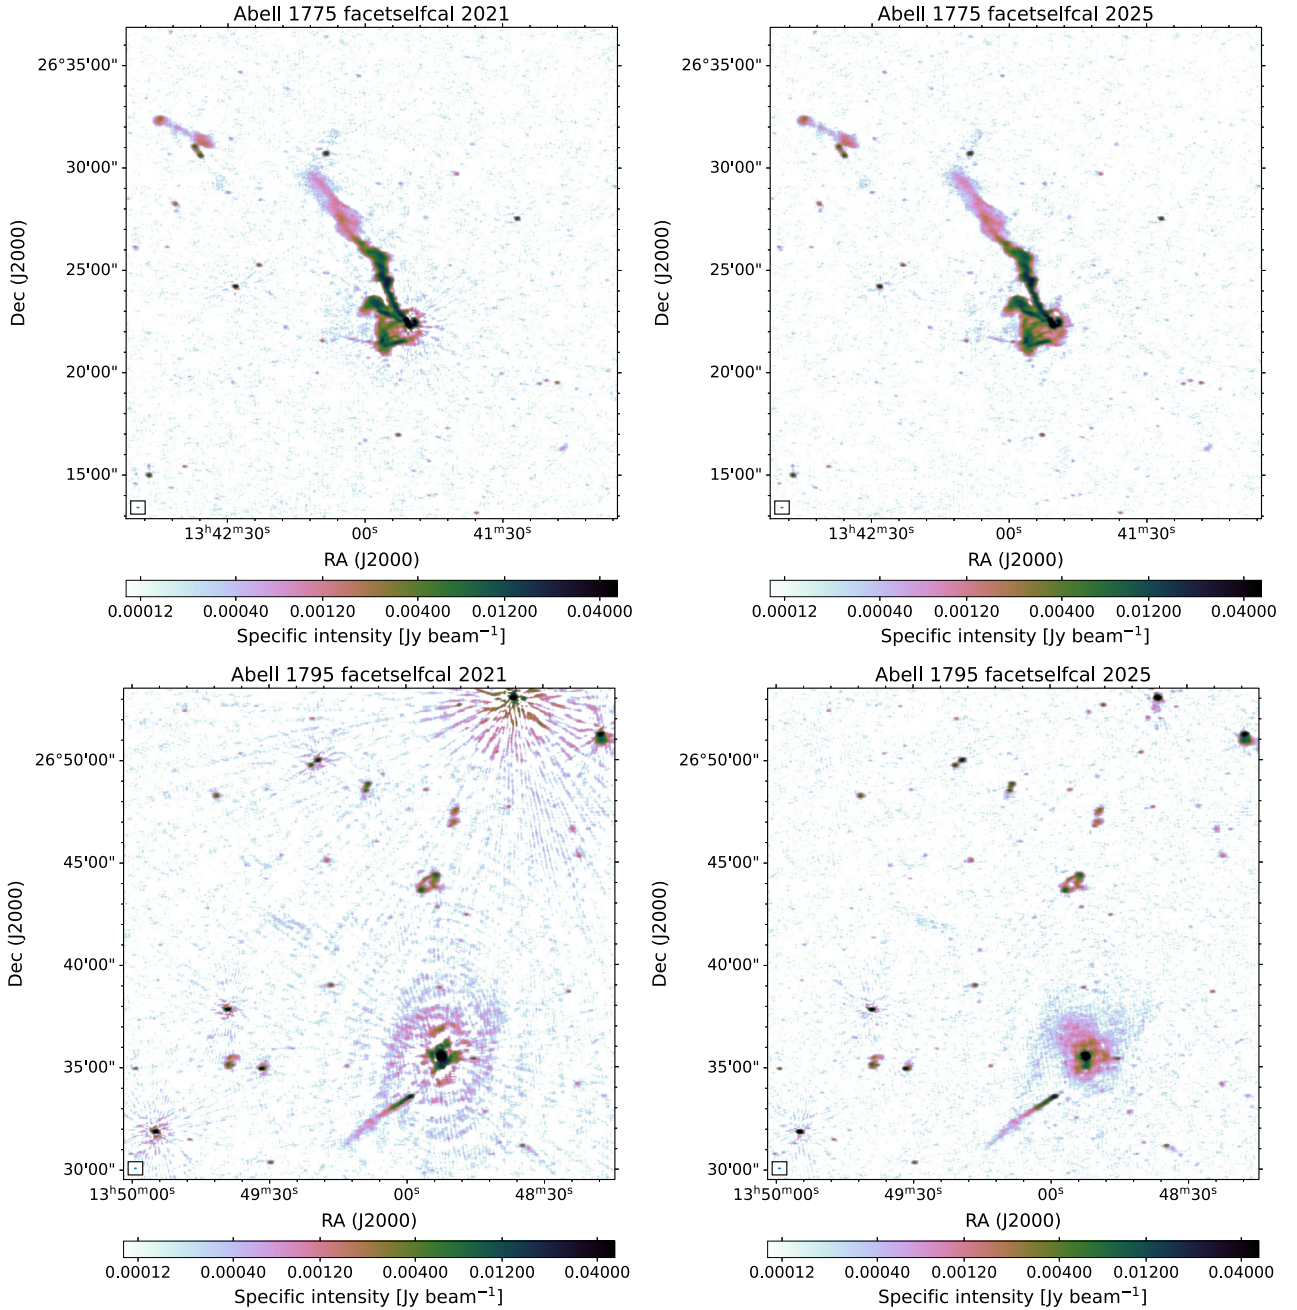 Abell 1775 facetselfcal 2021
Abell 1775 facetselfcal 2025
26°35'00"
30'00"
25'00"
20'00"
15'00"
Dec (J2000)
13ʰ42ᵐ30ˢ
00ˢ
41ᵐ30ˢ
RA (J2000)
26°35'00"
30'00"
25'00"
20'00"
15'00"
Dec (J2000)
13ʰ42ᵐ30ˢ
00ˢ
41ᵐ30ˢ
RA (J2000)
0.00012 0.00040 0.00120 0.00400 0.01200 0.04000
Specific intensity [Jy beam⁻¹]
0.00012 0.00040 0.00120 0.00400 0.01200 0.04000
Specific intensity [Jy beam⁻¹]
Abell 1795 facetselfcal 2021
Abell 1795 facetselfcal 2025
26°50'00"
45'00"
40'00"
35'00"
30'00"
Dec (J2000)
13ʰ50ᵐ00ˢ
49ᵐ30ˢ
00ˢ
48ᵐ30ˢ
RA (J2000)
26°50'00"
45'00"
40'00"
35'00"
30'00"
Dec (J2000)
13ʰ50ᵐ00ˢ
49ᵐ30ˢ
00ˢ
48ᵐ30ˢ
RA (J2000)
0.00012 0.00040 0.00120 0.00400 0.01200 0.04000
Specific intensity [Jy beam⁻¹]
0.00012 0.00040 0.00120 0.00400 0.01200 0.04000
Specific intensity [Jy beam⁻¹]